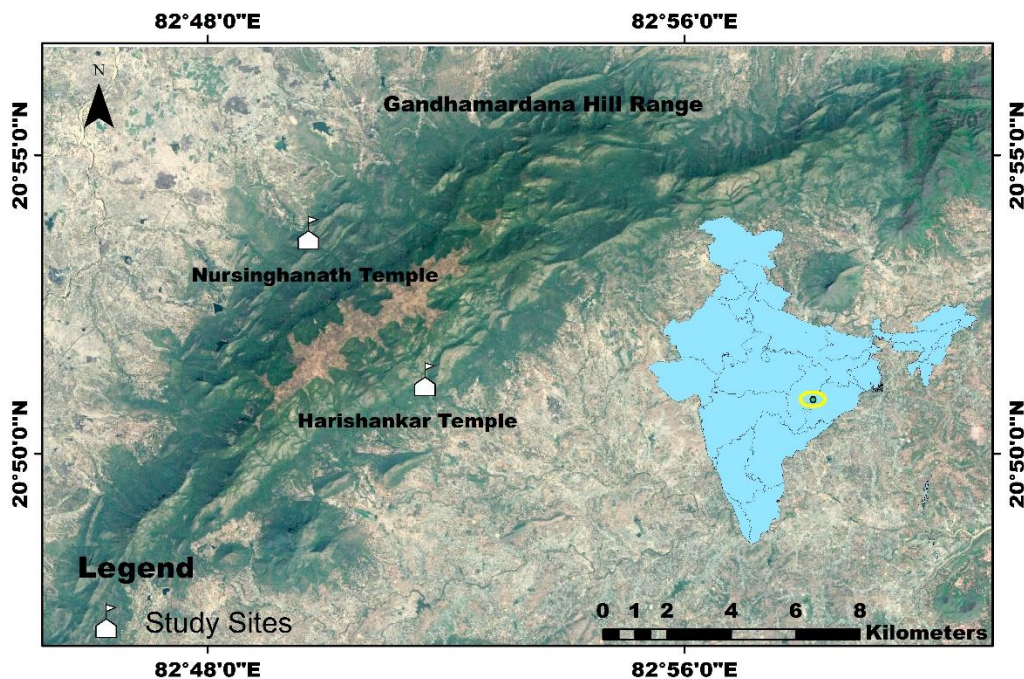 82°48'0"E
82°56'0"E
N
Gandhamardana Hill Range
20°55'0"N
20°55'0"N
Nursinghanath Temple
Harishankar Temple
20°50'0"N
20°50'0"N
Legend
Study Sites
0 1 2 4 6 8
Kilometers
82°48'0"E
82°56'0"E